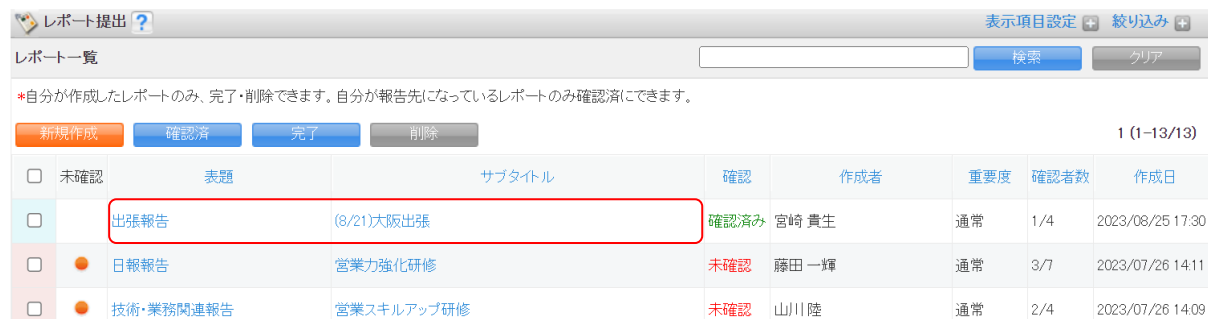 レポート提出 ? 表示項目設定 絞り込み
レポート一覧 検索 クリア
*自分が作成したレポートのみ、完了・削除できます。自分が報告先になっているレポートのみ確認済にできます。
新規作成 確認済 完了 削除 1 (1-13/13)
未確認 表題 サブタイトル 確認 作成者 重要度 確認者数 作成日
出張報告 (8/21)大阪出張 確認済み 宮崎 貴生 通常 1/4 2023/08/25 17:30
日報報告 営業力強化研修 未確認 藤田 一輝 通常 3/7 2023/07/26 14:11
技術・業務関連報告 営業スキルアップ研修 未確認 山川 陸 通常 2/4 2023/07/26 14:09